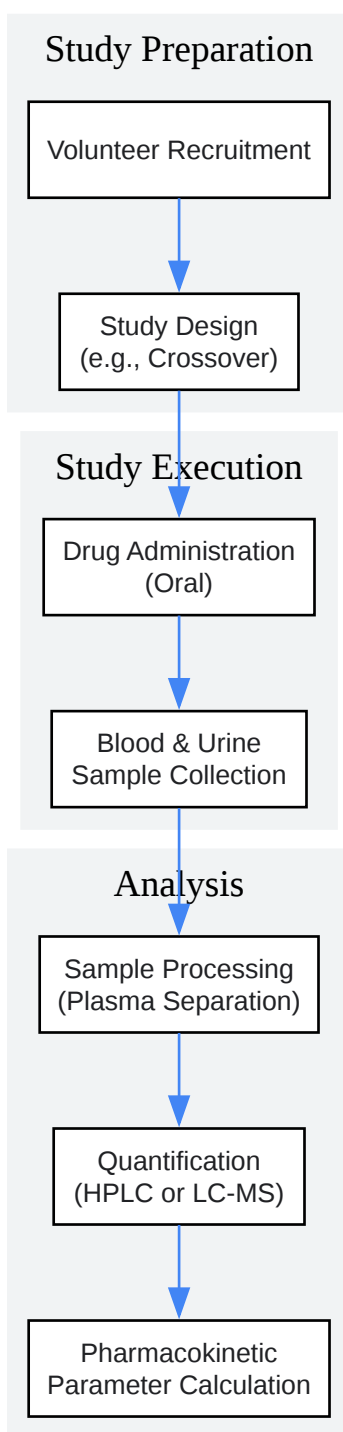 Study Preparation
Volunteer Recruitment
Study Design
(e.g., Crossover)
Study Execution
Drug Administration
(Oral)
Blood & Urine
Sample Collection
Analysis
Sample Processing
(Plasma Separation)
Quantification
(HPLC or LC-MS)
Pharmacokinetic
Parameter Calculation